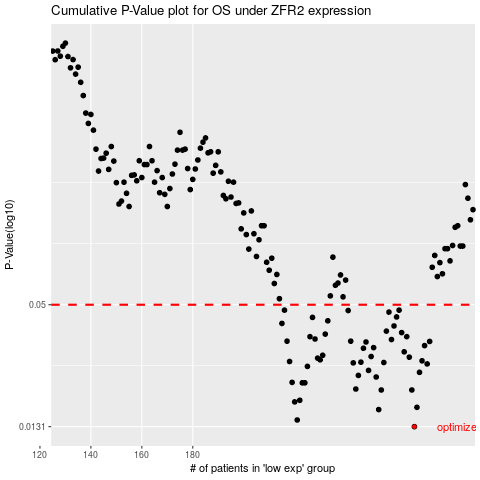 Cumulative P-Value plot for OS under ZFR2 expression
P-Value(log10)
0.05
0.0131
optimize
120 140 160 180
# of patients in 'low exp' group